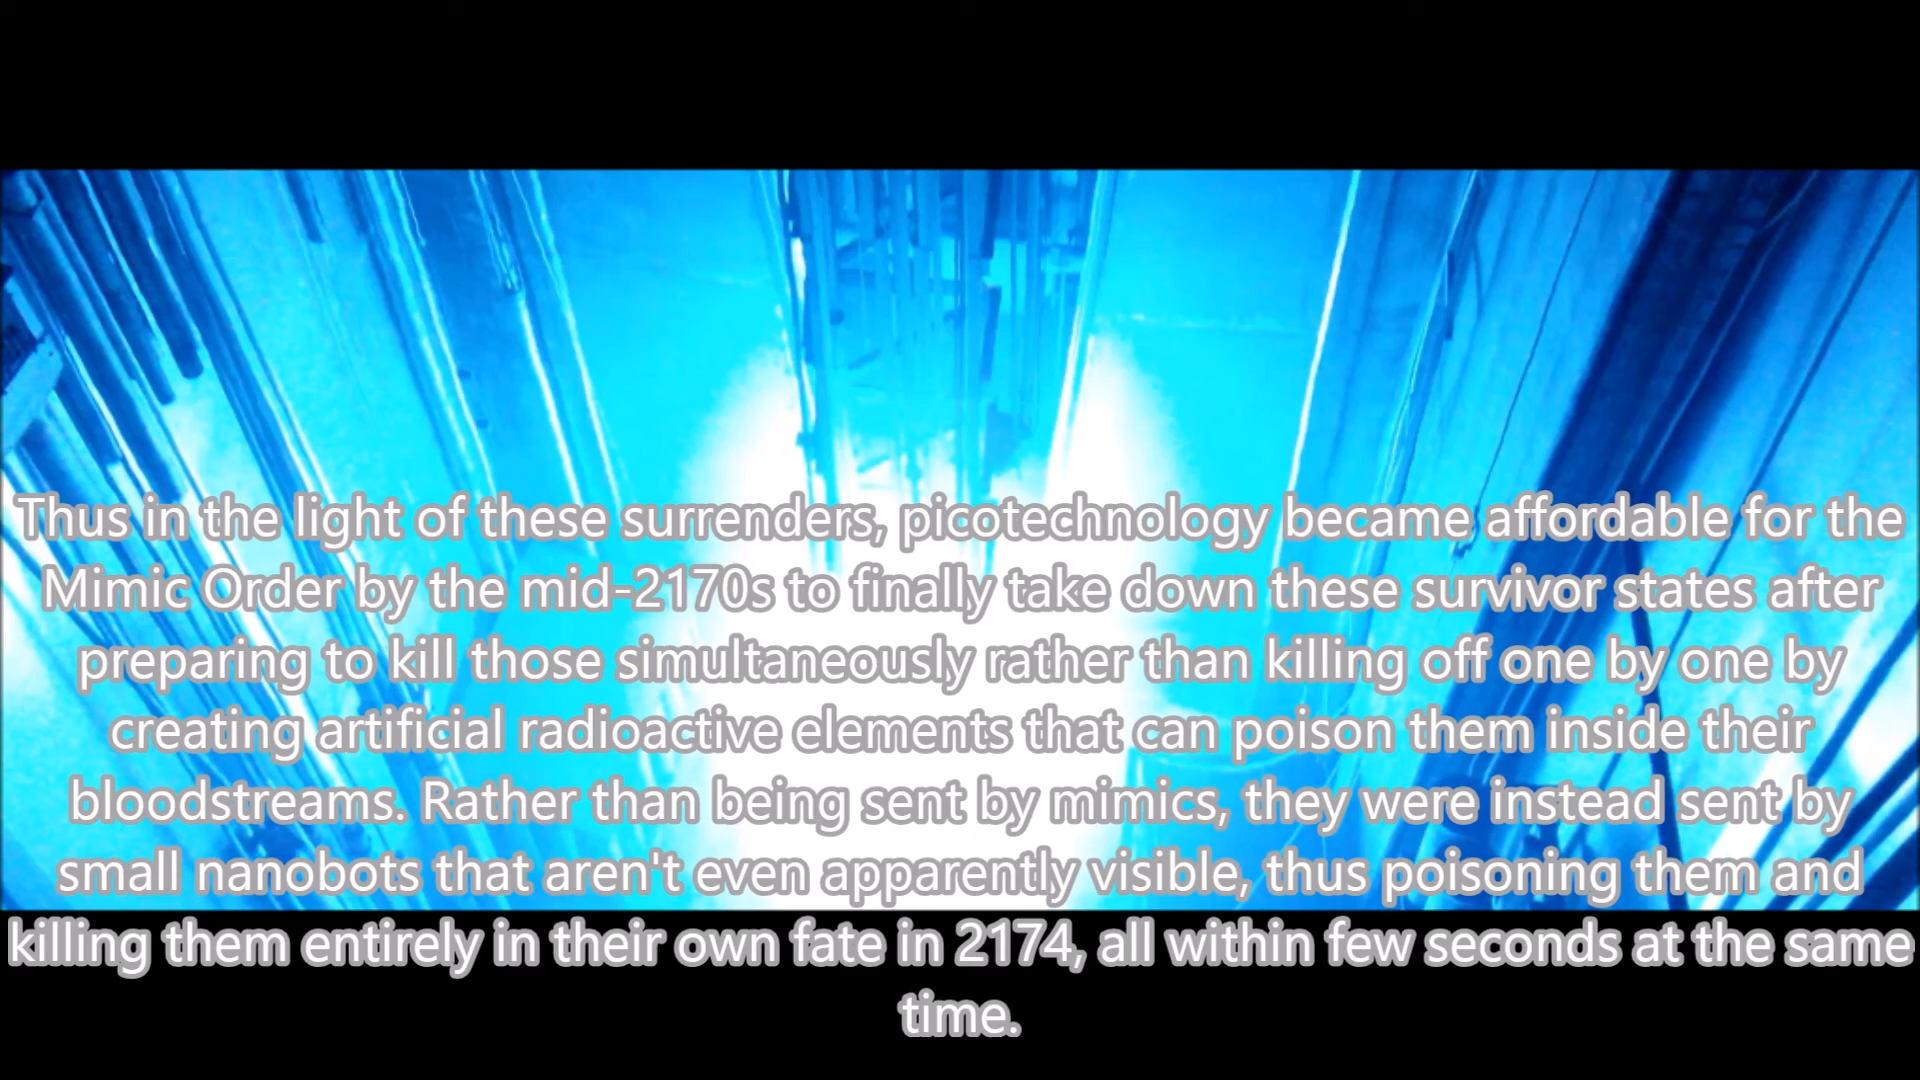 Thus in the light of these surrenders, picotechnology became affordable for the
Mimic Order by the mid-2170s to finally take down these survivor states after
preparing to kill those simultaneously rather than killing off one by one by
creating artificial radioactive elements that can poison them inside their
bloodstreams. Rather than being sent by mimics, they were instead sent by
small nanobots that aren't even apparently visible, thus poisoning them and
killing them entirely in their own fate in 2174, all within few seconds at the same
time.